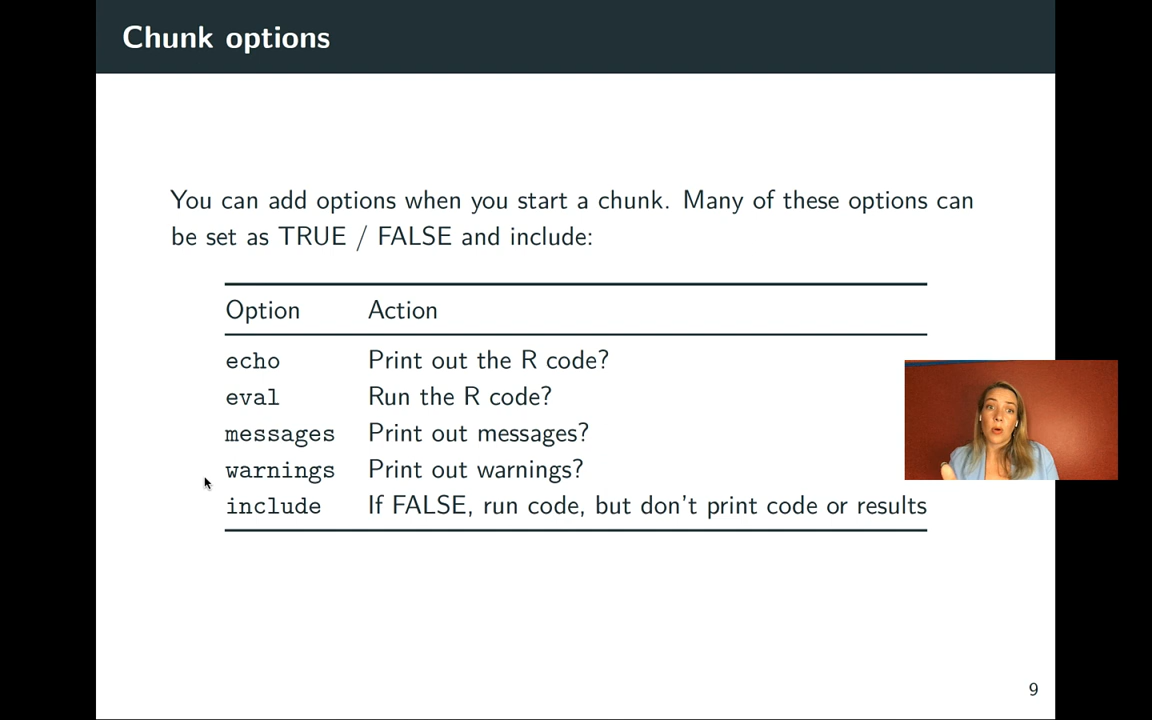 Chunk options
You can add options when you start a chunk. Many of these options can
be set as TRUE / FALSE and include:
Option Action
echo Print out the R code?
eval Run the R code?
messages Print out messages?
warnings Print out warnings?
include If FALSE, run code, but don't print code or results
9